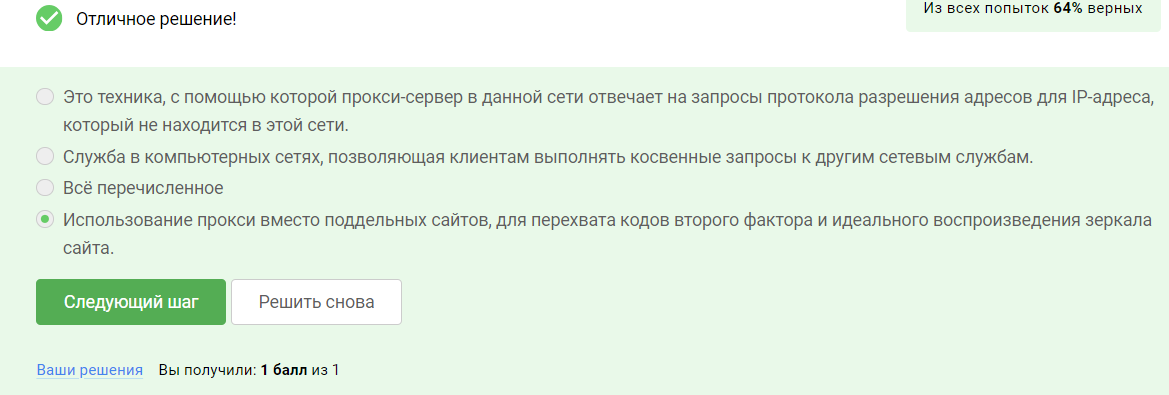 Отличное решение!
Из всех попыток 64% верных
Это техника, с помощью которой прокси-сервер в данной сети отвечает на запросы протокола разрешения адресов для IP-адреса,
который не находится в этой сети.
Служба в компьютерных сетях, позволяющая клиентам выполнять косвенные запросы к другим сетевым службам.
Всё перечисленное
Использование прокси вместо поддельных сайтов, для перехвата кодов второго фактора и идеального воспроизведения зеркала
сайта.
Следующий шаг
Решить снова
Ваши решения Вы получили: 1 балл из 1